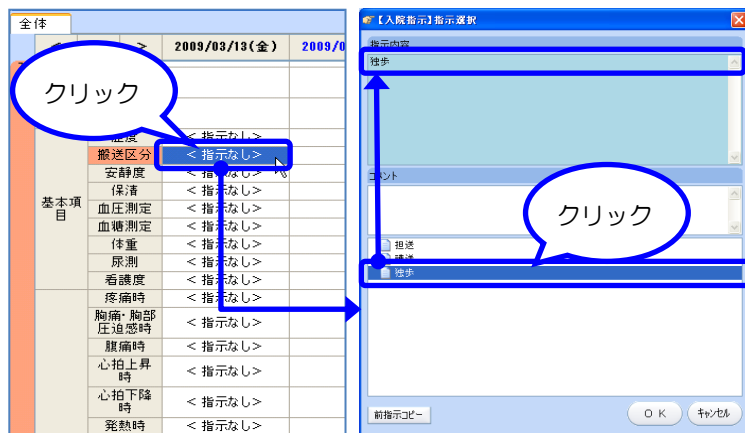 全体
< > 2009/03/13(金) 2009/0
クリック
<指示なし>
搬送区分 <指示なし>
安静度 <指示なし>
保清 <指示なし>
基本項目
血圧測定 <指示なし>
血糖測定 <指示なし>
体重 <指示なし>
尿測 <指示なし>
看護度 <指示なし>
疼痛時 <指示なし>
胸痛・胸部圧迫感時 <指示なし>
腹痛時 <指示なし>
心拍上昇時 <指示なし>
心拍下降時 <指示なし>
発熱時 <指示なし>
【入院指示】指示選択
指示内容
独歩
コメント
クリック
担送
独歩
前指示コピー
OK
キャンセル